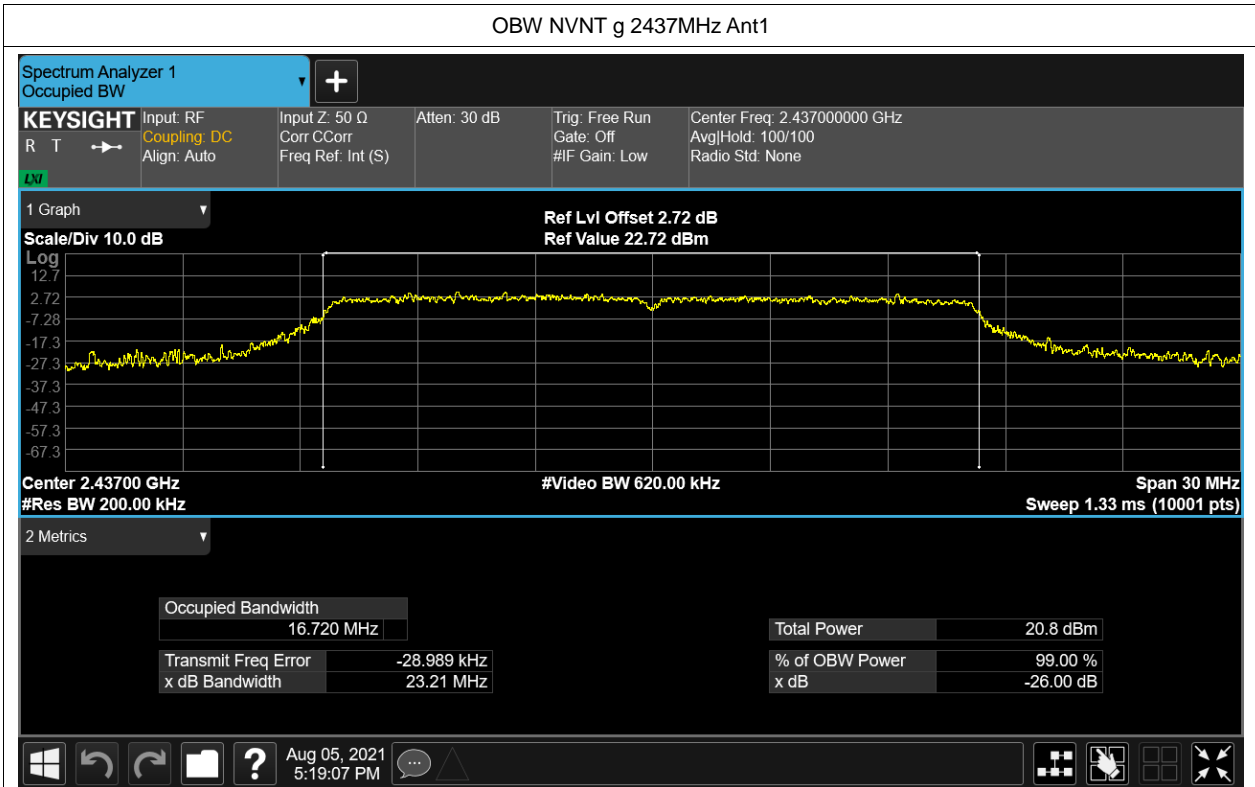 OBW NVNT g 2437MHz Ant1
Spectrum Analyzer 1
Occupied BW
KEYSIGHT
R T
LXI
Input: RF
Coupling: DC
Align: Auto
Input Z: 50 Ω
Corr CCorr
Freq Ref: Int (S)
Atten: 30 dB
Trig: Free Run
Gate: Off
#IF Gain: Low
Center Freq: 2.437000000 GHz
Avg|Hold: 100/100
Radio Std: None
1 Graph
Scale/Div 10.0 dB
Ref Lvl Offset 2.72 dB
Ref Value 22.72 dBm
Log
12.7
2.72
-7.28
-17.3
-27.3
-37.3
-47.3
-57.3
-67.3
Center 2.43700 GHz
#Video BW 620.00 kHz
Span 30 MHz
#Res BW 200.00 kHz
Sweep 1.33 ms (10001 pts)
2 Metrics
Occupied Bandwidth
16.720 MHz
Total Power 20.8 dBm
Transmit Freq Error -28.989 kHz
% of OBW Power 99.00 %
x dB Bandwidth 23.21 MHz
x dB -26.00 dB
?
Aug 05, 2021
5:19:07 PM